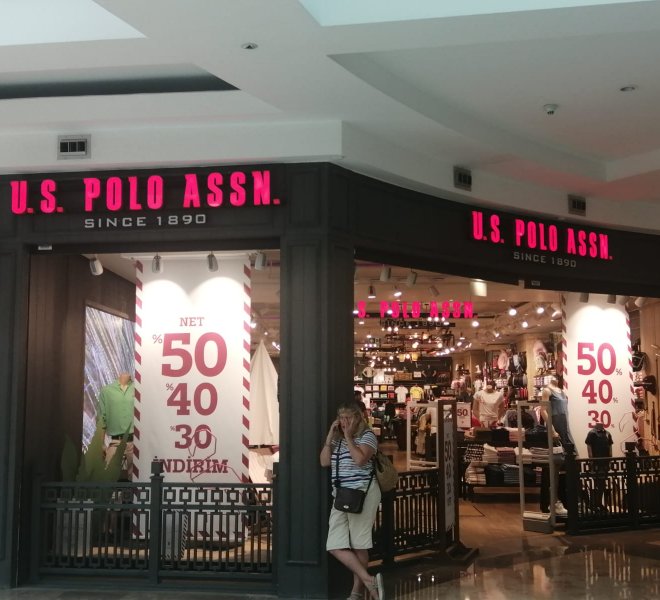 U.S. POLO ASSN.
SINCE 1890
U.S. POLO ASSN.
SINCE 1890
U.S. POLO ASSN.
NET
%50
%40
%30
İNDİRİM
50%
40%
30%
50